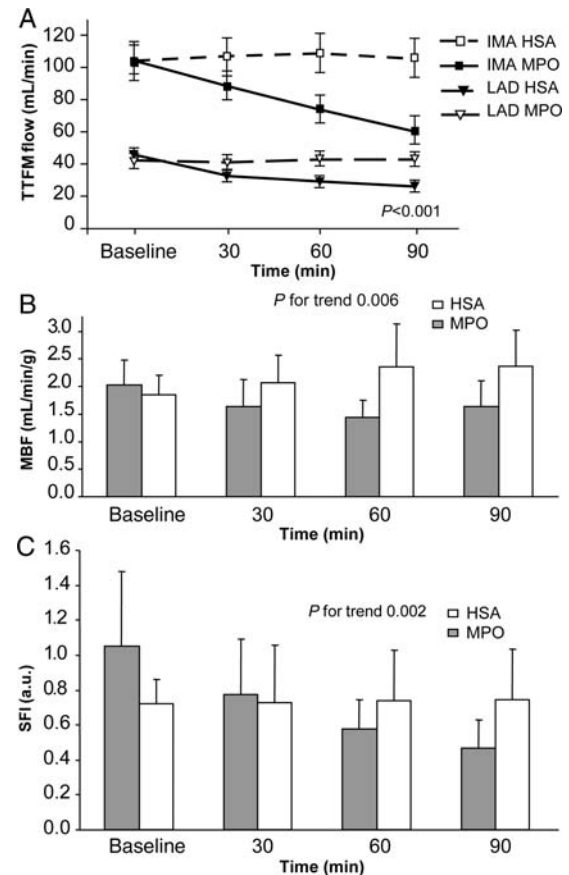 A
TTFM flow (mL/min)
120
100
80
60
40
20
0
IMA HSA
IMA MPO
LAD HSA
LAD MPO
P<0.001
Baseline 30 60 90
Time (min)
B
P for trend 0.006
HSA
MPO
MBF (mL/min/g)
3.0
2.5
2.0
1.5
1.0
0.5
0.0
Baseline 30 60 90
Time (min)
C
P for trend 0.002
HSA
MPO
SFI (a.u.)
1.6
1.4
1.2
1.0
0.8
0.6
0.4
0.2
0.0
Baseline 30 60 90
Time (min)